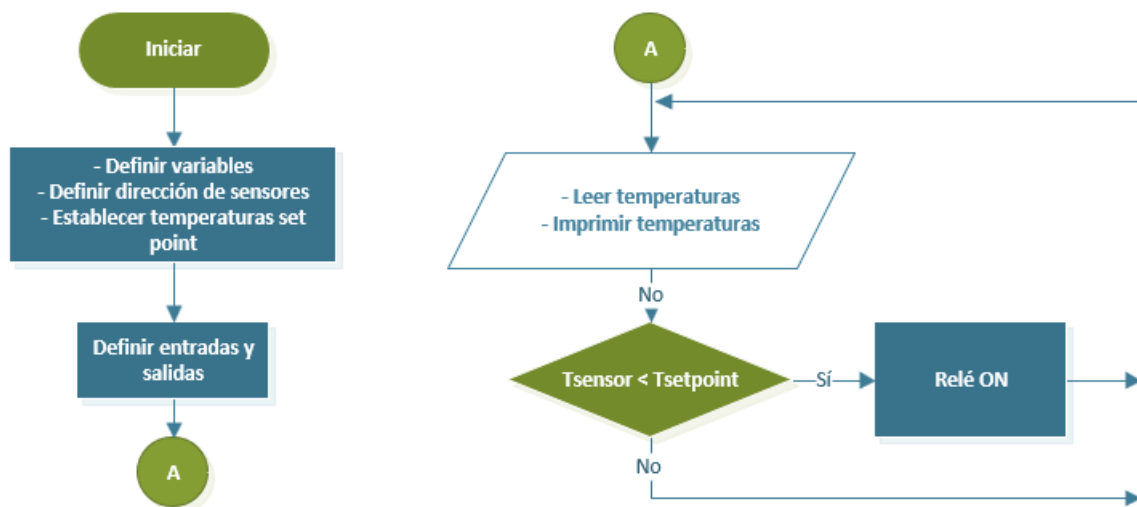 Iniciar
- Definir variables
- Definir dirección de sensores
- Establecer temperaturas set
point
Definir entradas y
salidas
A
A
- Leer temperaturas
- Imprimir temperaturas
No
Tsensor < Tsetpoint
Sí
Relé ON
No